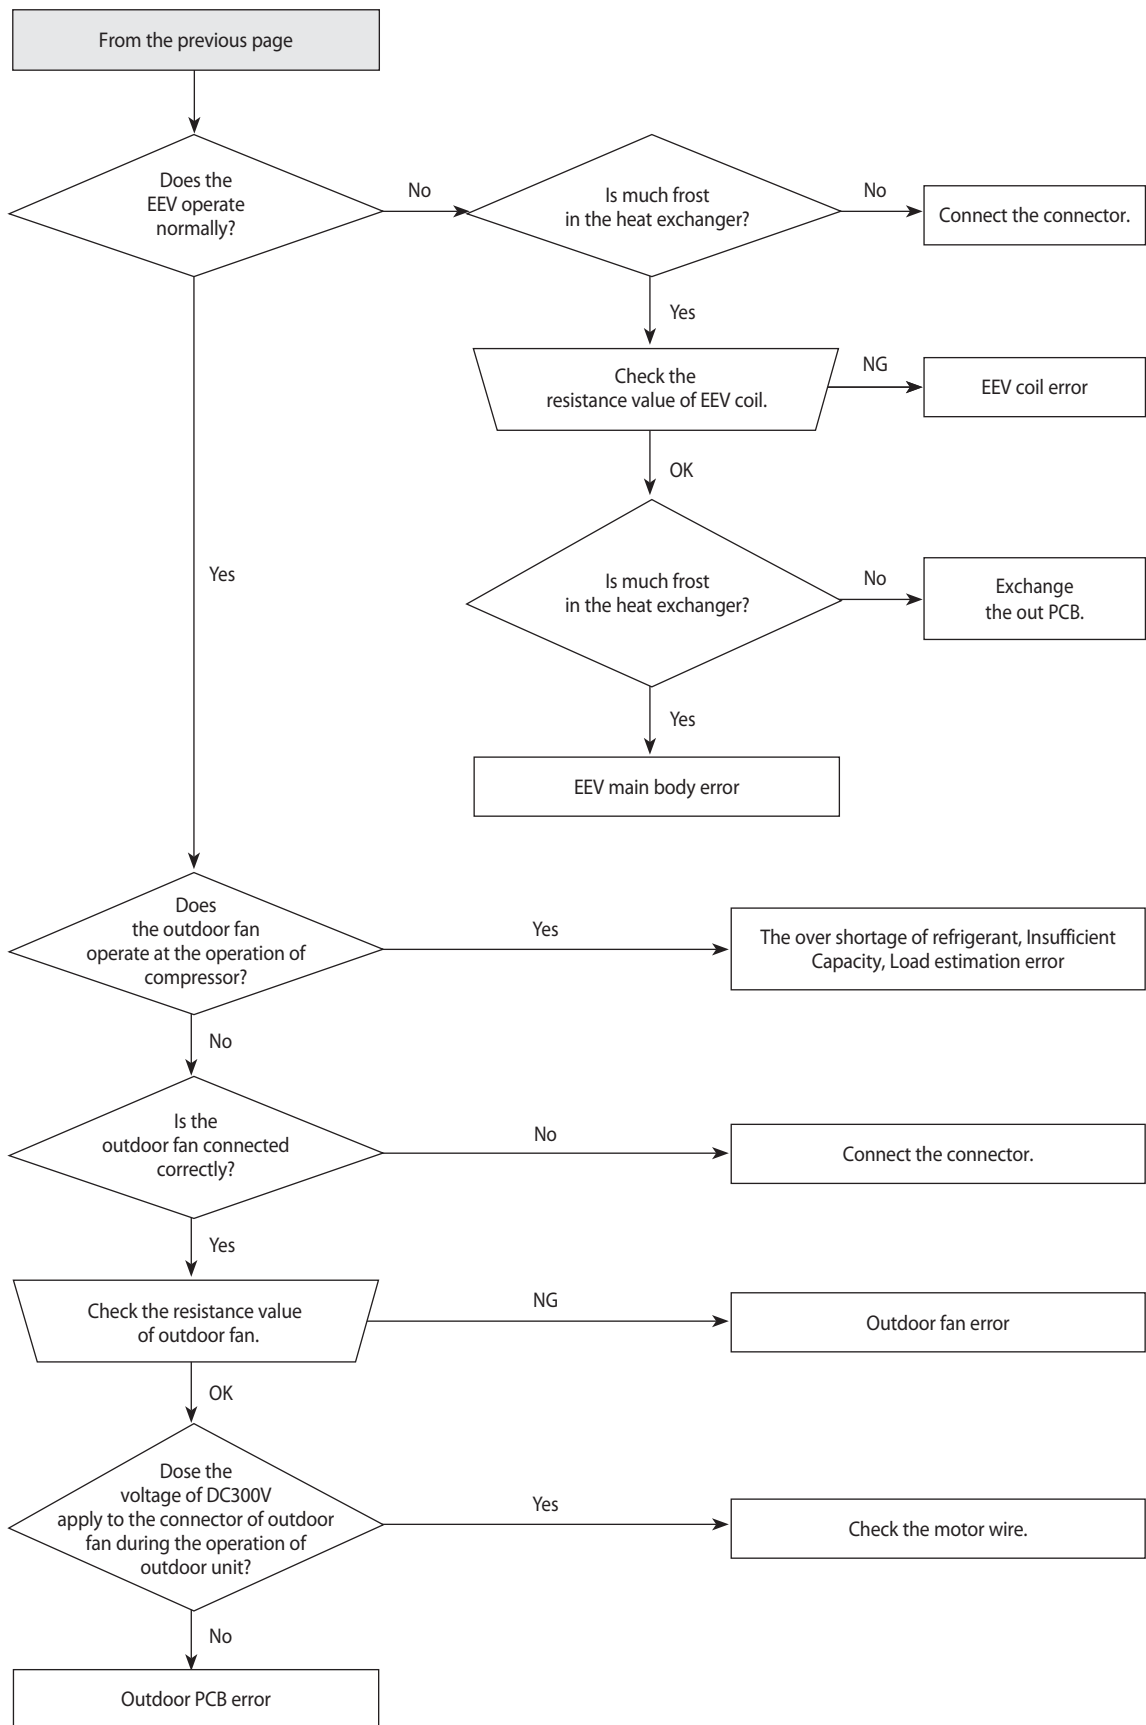 From the previous page
Does the
EEV operate
normally?
No
Is much frost
in the heat exchanger?
No
Connect the connector.
Yes
Check the
resistance value of EEV coil.
NG
EEV coil error
OK
Is much frost
in the heat exchanger?
No
Exchange
the out PCB.
Yes
EEV main body error
Yes
Does
the outdoor fan
operate at the operation of
compressor?
Yes
The over shortage of refrigerant, Insufficient
Capacity, Load estimation error
No
Is the
outdoor fan connected
correctly?
No
Connect the connector.
Yes
Check the resistance value
of outdoor fan.
NG
Outdoor fan error
OK
Dose the
voltage of DC300V
apply to the connector of outdoor
fan during the operation of
outdoor unit?
Yes
Check the motor wire.
No
Outdoor PCB error